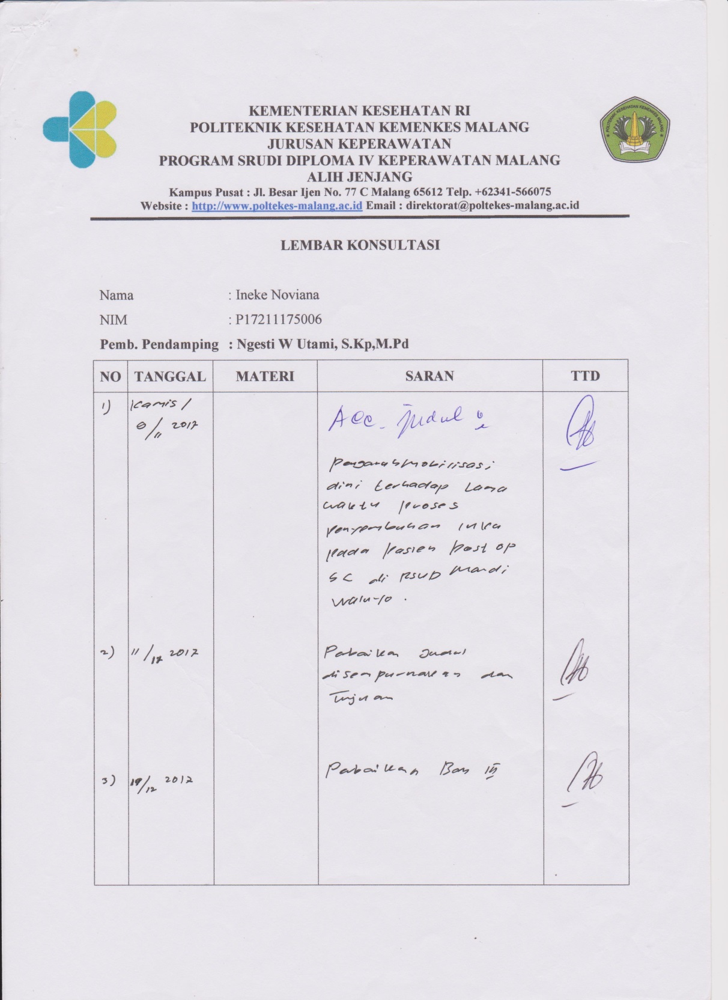 KEMENTERIAN KESEHATAN RI
POLITEKNIK KESEHATAN KEMENKES MALANG
JURUSAN KEPERAWATAN
PROGRAM SRUDI DIPLOMA IV KEPERAWATAN MALANG
ALIH JENJANG
Kampus Pusat : Jl. Besar Ijen No. 77 C Malang 65612 Telp. +62341-566075
Website : http://www.poltekes-malang.ac.id Email : direktorat@poltekes-malang.ac.id
POLITEKNIK KESEHATAN KEMENKES MALANG
LEMBAR KONSULTASI
Nama : Ineke Noviana
NIM : P17211175006
Pemb. Pendamping : Ngesti W Utami, S.Kp,M.Pd
NO TANGGAL MATERI SARAN TTD
1) Kamis /
/11 2017
Acc. judul
Pengaruh mobilisasi
dini terhadap Lama
waktu proses
penyembuhan luka
pada pasien post op
SC di RSUD Mardi
Waluyo.
2) 11/12 2017
Pabaikan Judul
disempurnakan dan
Tujuan
3) 19/12 2017
Pabaikan Bab III